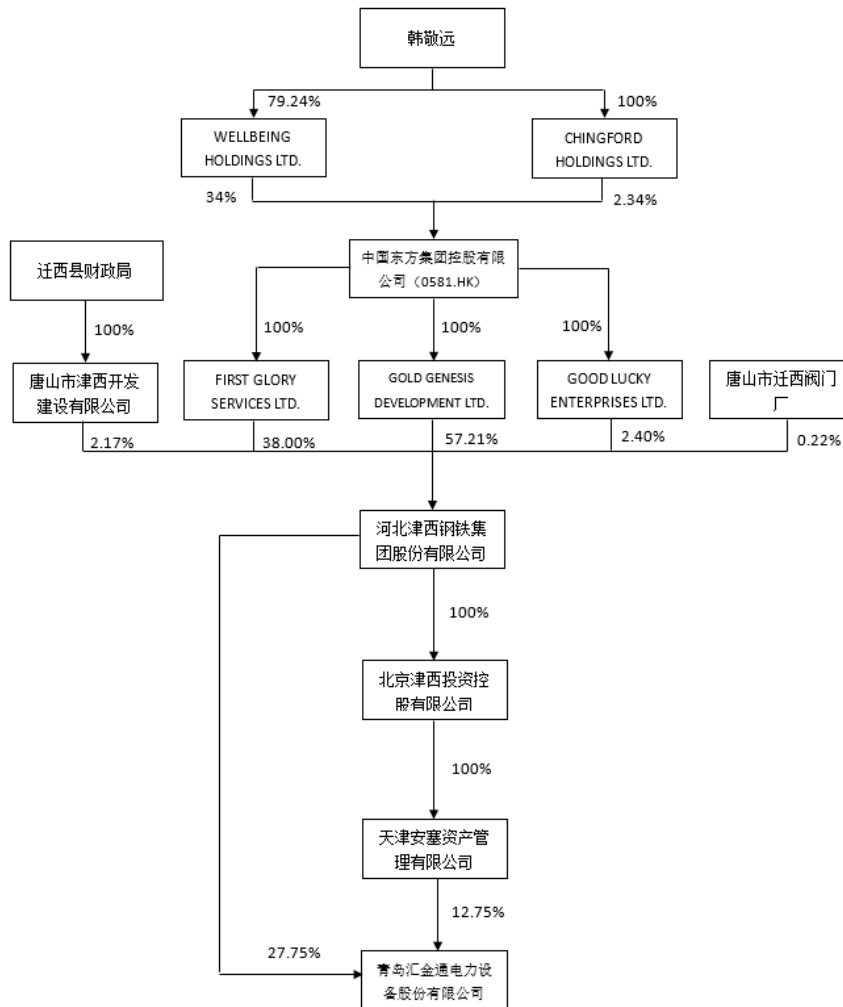 韩敬远
79.24%
100%
WELLBEING
HOLDINGS LTD.
CHINGFORD
HOLDINGS LTD.
34%
2.34%
中国东方集团控股有限
公司（0581.HK）
迁西县财政局
100%
100%
100%
100%
唐山市津西开发
建设有限公司
FIRST GLORY
SERVICES LTD.
GOLD GENESIS
DEVELOPMENT LTD.
GOOD LUCKY
ENTERPRISES LTD.
唐山市迁西阀门
厂
2.17%
38.00%
57.21%
2.40%
0.22%
河北津西钢铁集
团股份有限公司
100%
北京津西投资控
股有限公司
100%
天津安塞资产管
理有限公司
12.75%
27.75%
青岛汇金通电力设
备股份有限公司